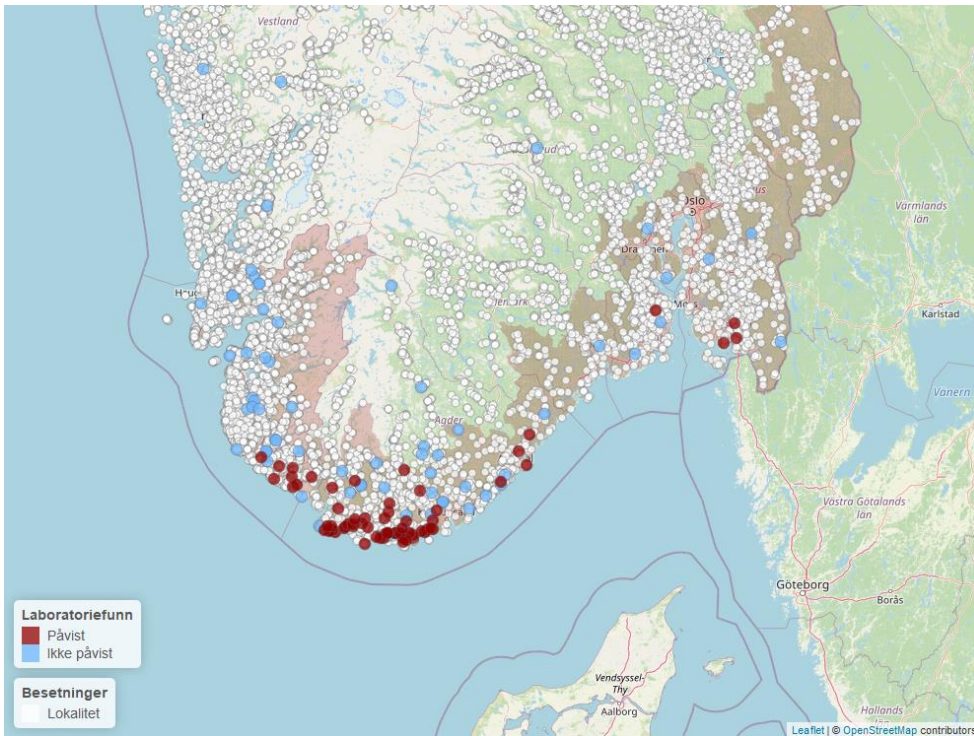 Vestland
Oslo
Värmlands
län
Karlstad
Vänern
Agder
Västra Götalands
län
Göteborg
Borås
Laboratoriefunn
Påvist
Ikke påvist
Vendsyssel-
Thy
Aalborg
Besetninger
Lokalitet
Hallands
Leaflet | © OpenStreetMap contributors